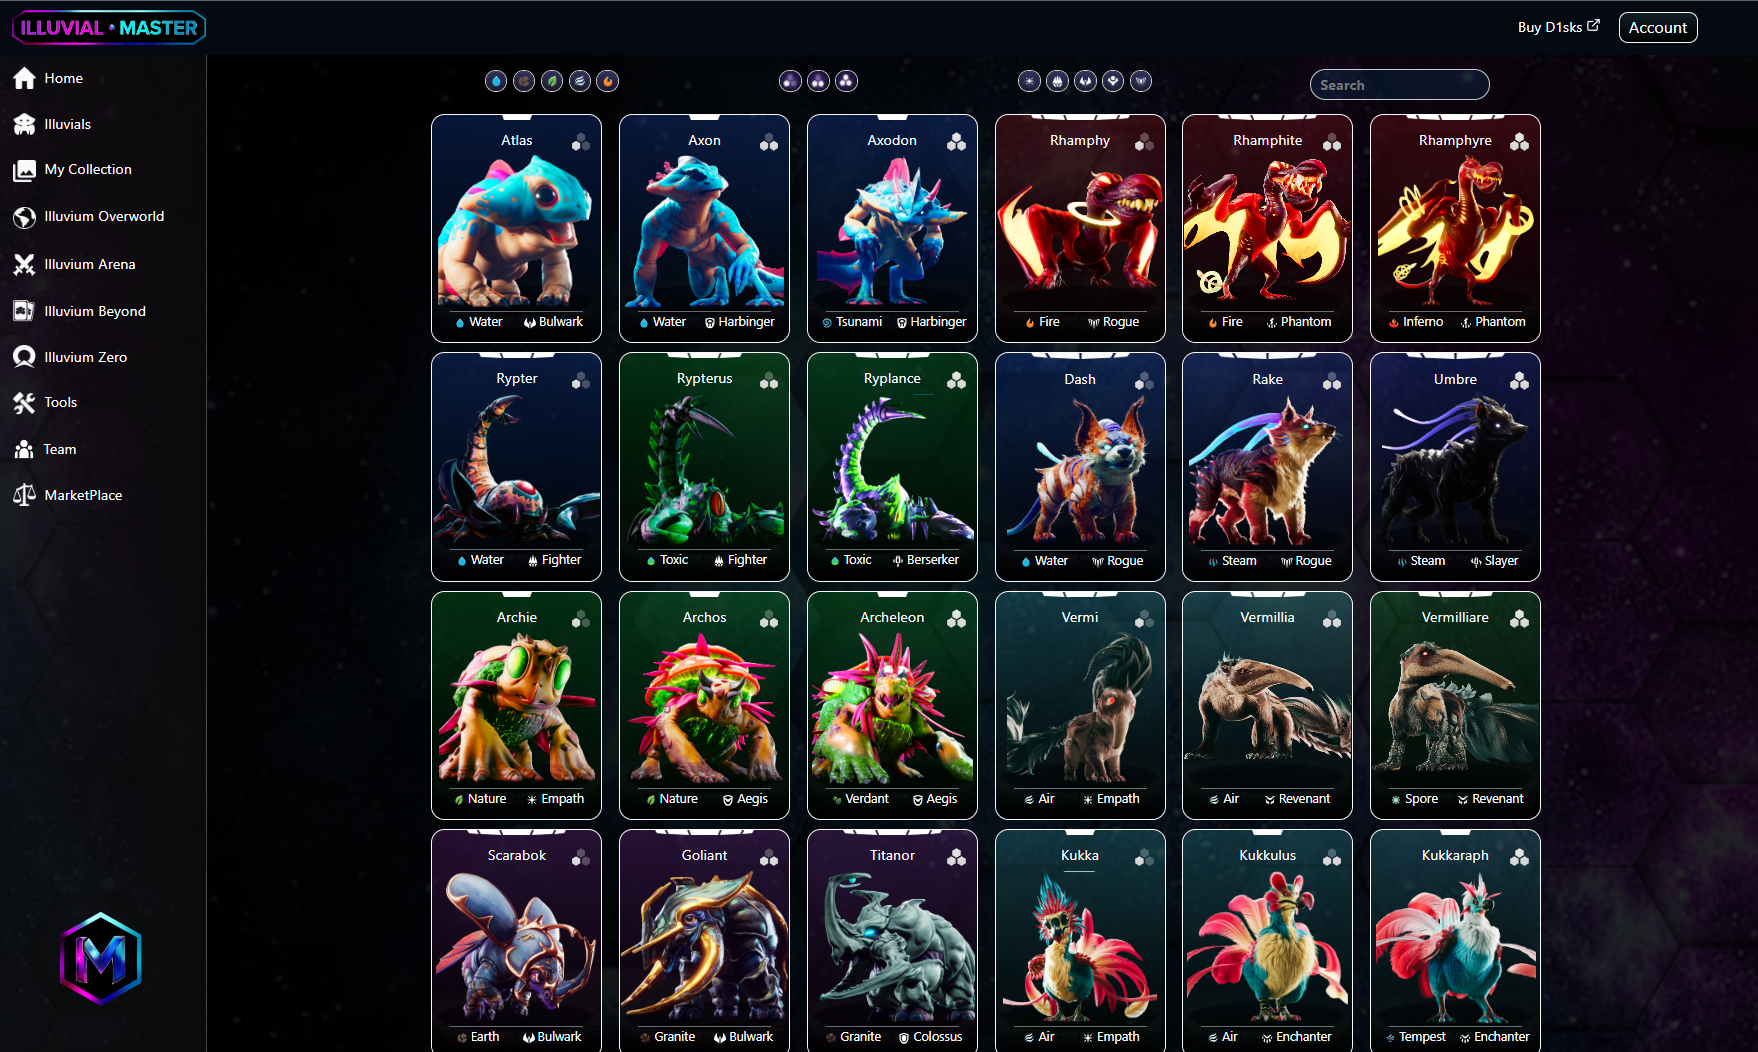 ILLUVIAL · MASTER
Buy D1sks
Account
Home
Illuvials
My Collection
Illuvium Overworld
Illuvium Arena
Illuvium Beyond
Illuvium Zero
Tools
Team
MarketPlace
M
Search
Atlas
Water Bulwark
Axon
Water Harbinger
Axodon
Tsunami Harbinger
Rhamphy
Fire Rogue
Rhamphite
Fire Phantom
Rhamphyre
Inferno Phantom
Rypter
Water Fighter
Rypterus
Toxic Fighter
Ryplance
Toxic Berserker
Dash
Water Rogue
Rake
Steam Rogue
Umbre
Steam Slayer
Archie
Nature Empath
Archos
Nature Aegis
Archeleon
Verdant Aegis
Vermi
Air Empath
Vermillia
Air Revenant
Vermilliare
Spore Revenant
Scarabok
Earth Bulwark
Goliant
Granite Bulwark
Titanor
Granite Colossus
Kukka
Air Empath
Kukkulus
Air Enchanter
Kukkaraph
Tempest Enchanter